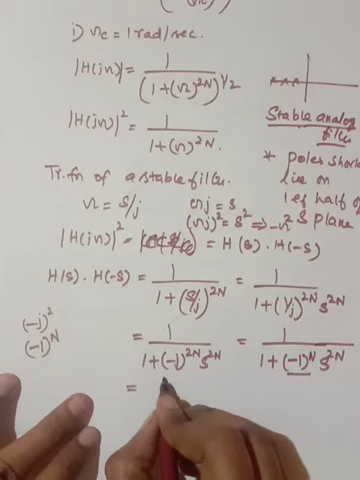 i) Ωc = 1 rad/sec.
|H(jΩ)| = 1 / (1+(Ω)^2N)^1/2
|H(jΩ)|² = 1 / 1+(Ω)^2N.
Stable analog
filter
* poles should
lie on
left half of
S plane
Tr. fn of a stable filter.
Ω = S/j   Ωj = S
(Ωj)² = S² ⇒ -Ω²
|H(jΩ)|² = = H(S) . H(-S)
H(S) . H(-S) = 1 / 1+(S/j)^2N = 1 / 1+(1/j)^2N S^2N
(-j)²
(-1)^N
= 1 / 1+(-j)^2N S^2N = 1 / 1+(-1)^N S^2N
=